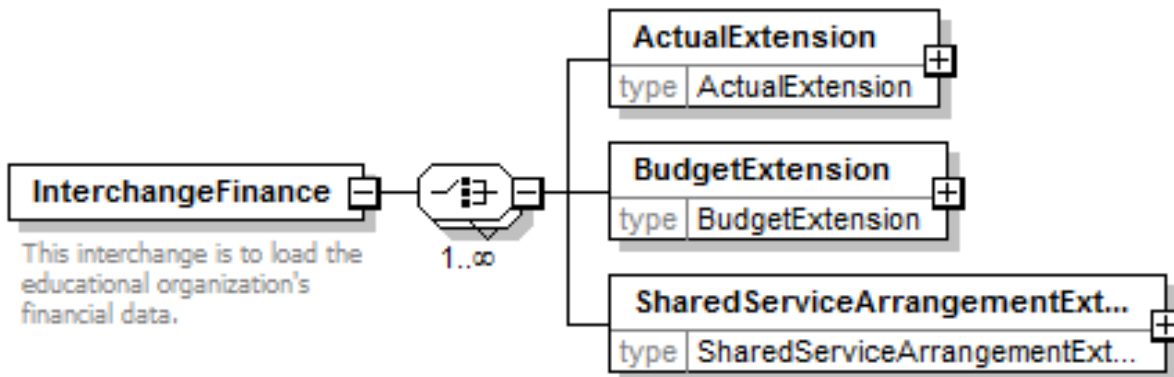 ActualExtension
type ActualExtension
InterchangeFinance
This interchange is to load the
educational organization's
financial data.
1..∞
BudgetExtension
type BudgetExtension
SharedServiceArrangementExt...
type SharedServiceArrangementExt...